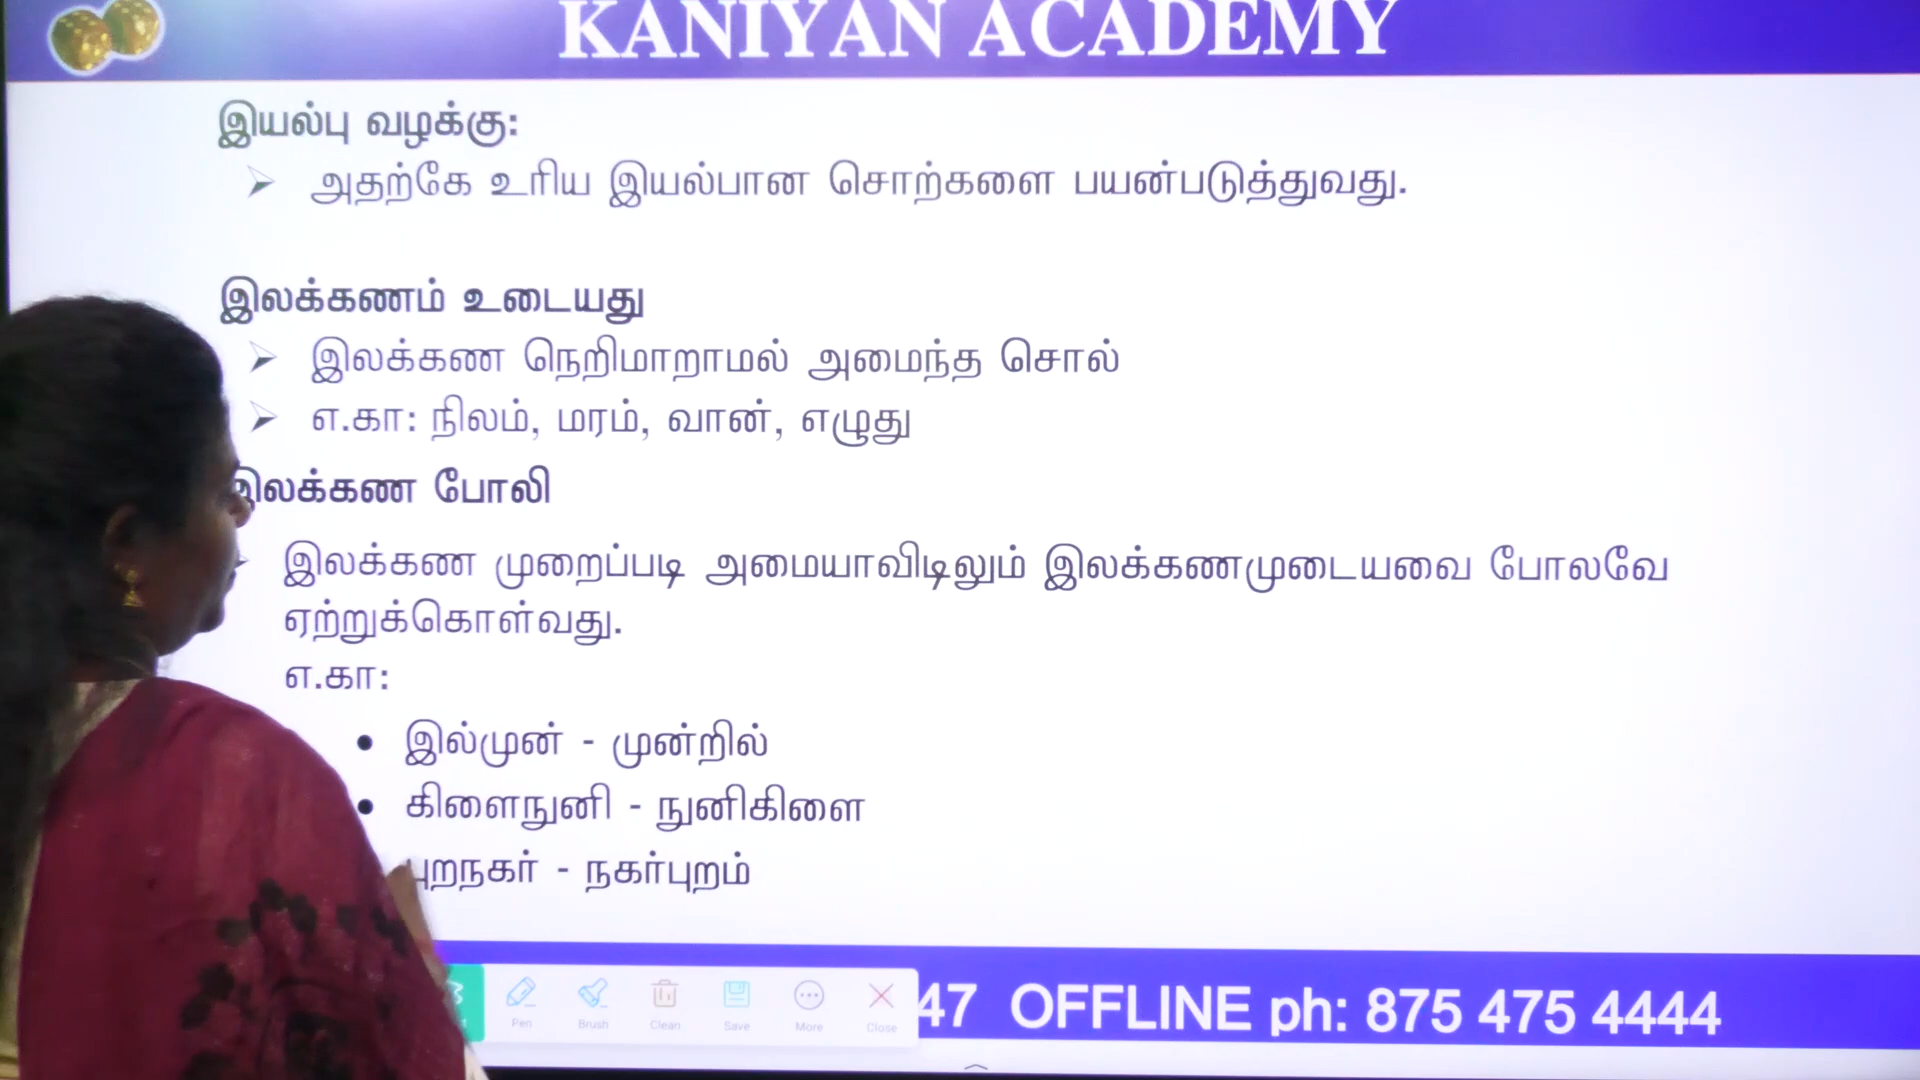 KANIYAN ACADEMY
இயல்பு வழக்கு:
அதற்கே உரிய இயல்பான சொற்களை பயன்படுத்துவது.
இலக்கணம் உடையது
இலக்கண நெறிமாறாமல் அமைந்த சொல்
எ.கா: நிலம், மரம், வான், எழுது
இலக்கண போலி
இலக்கண முறைப்படி அமையாவிடிலும் இலக்கணமுடையவை போலவே
ஏற்றுக்கொள்வது.
எ.கா:
இல்முன் - முன்றில்
கிளைநுனி - நுனிகிளை
புறநகர் - நகர்புறம்
47 OFFLINE ph: 875 475 4444
Pen Brush Clean Save More Close